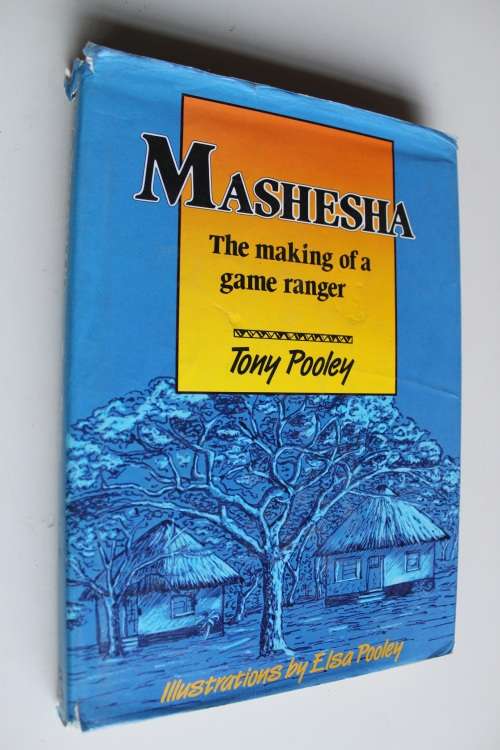 MASHESHA
The making of a
game ranger
Tony Pooley
Illustrations by Elsa Pooley